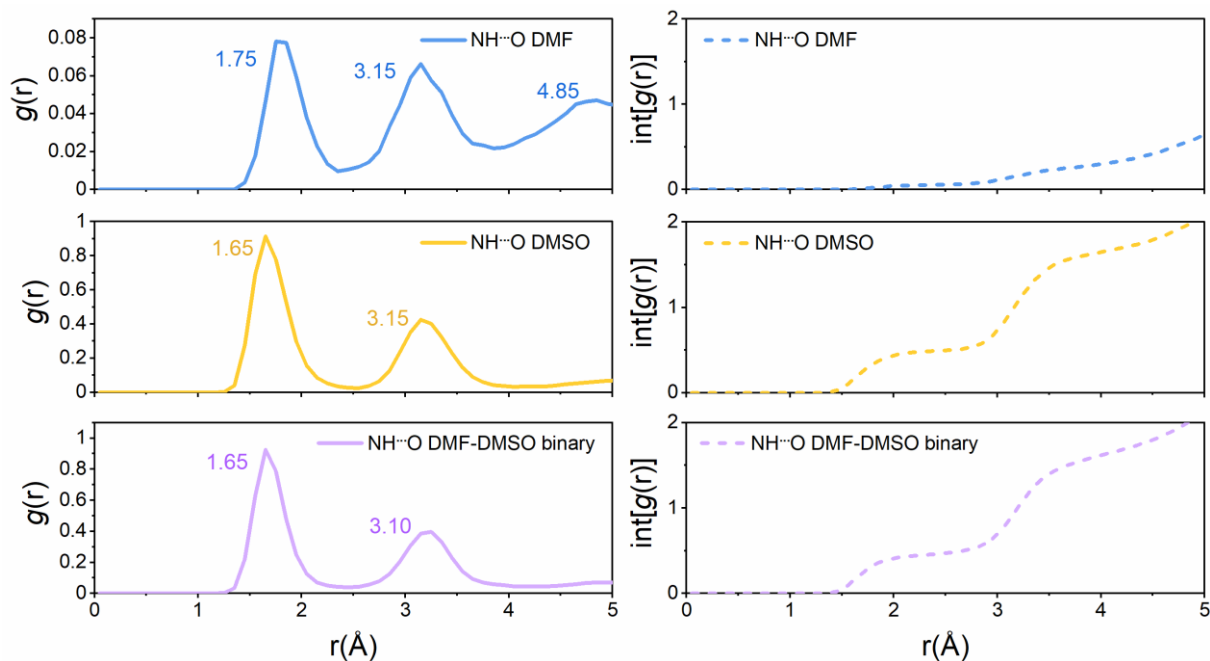 0.08
0.06
0.04
0.02
0
g(r)
1.75
3.15
4.85
NH···O DMF
2
1
0
int[g(r)]
NH···O DMF
1
0.8
0.6
0.4
0.2
0
g(r)
1.65
3.15
NH···O DMSO
2
1
0
int[g(r)]
NH···O DMSO
1
0.8
0.6
0.4
0.2
0
g(r)
1.65
3.10
NH···O DMF-DMSO binary
0 1 2 3 4 5
r(Å)
2
1
0
int[g(r)]
NH···O DMF-DMSO binary
0 1 2 3 4 5
r(Å)